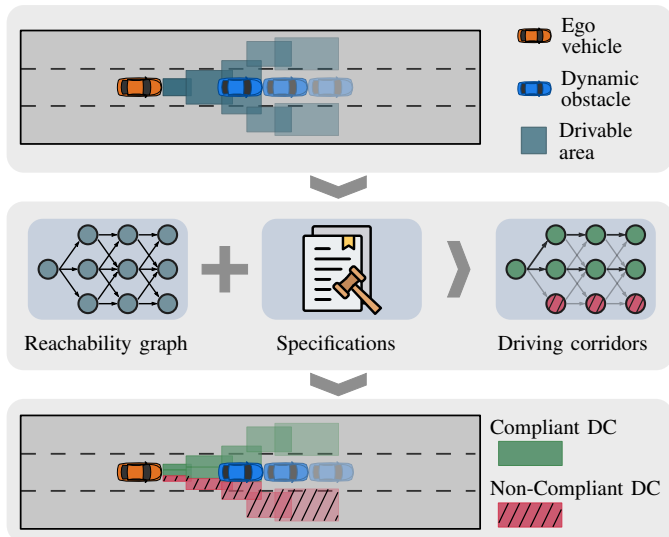 Ego
vehicle
Dynamic
obstacle
Drivable
area
Reachability graph
Specifications
Driving corridors
Compliant DC
Non-Compliant DC